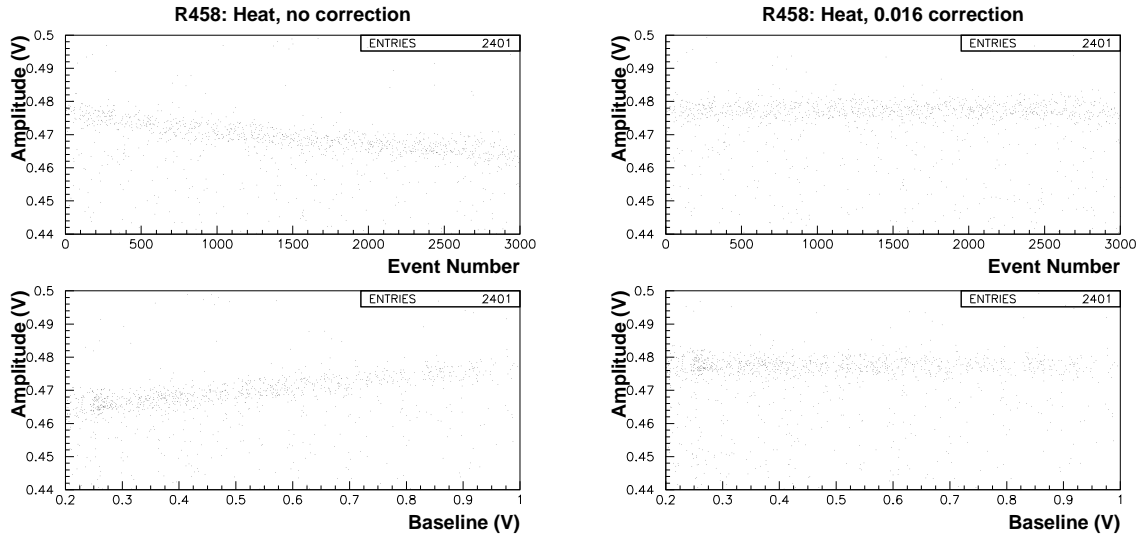 R458: Heat, no correction
R458: Heat, 0.016 correction
Amplitude (V)
0.5
0.49
0.48
0.47
0.46
0.45
0.44
ENTRIES 2401
0 500 1000 1500 2000 2500 3000
Event Number
Amplitude (V)
0.5
0.49
0.48
0.47
0.46
0.45
0.44
ENTRIES 2401
0 500 1000 1500 2000 2500 3000
Event Number
Amplitude (V)
0.5
0.49
0.48
0.47
0.46
0.45
0.44
ENTRIES 2401
0.2 0.3 0.4 0.5 0.6 0.7 0.8 0.9 1
Baseline (V)
Amplitude (V)
0.5
0.49
0.48
0.47
0.46
0.45
0.44
ENTRIES 2401
0.2 0.3 0.4 0.5 0.6 0.7 0.8 0.9 1
Baseline (V)